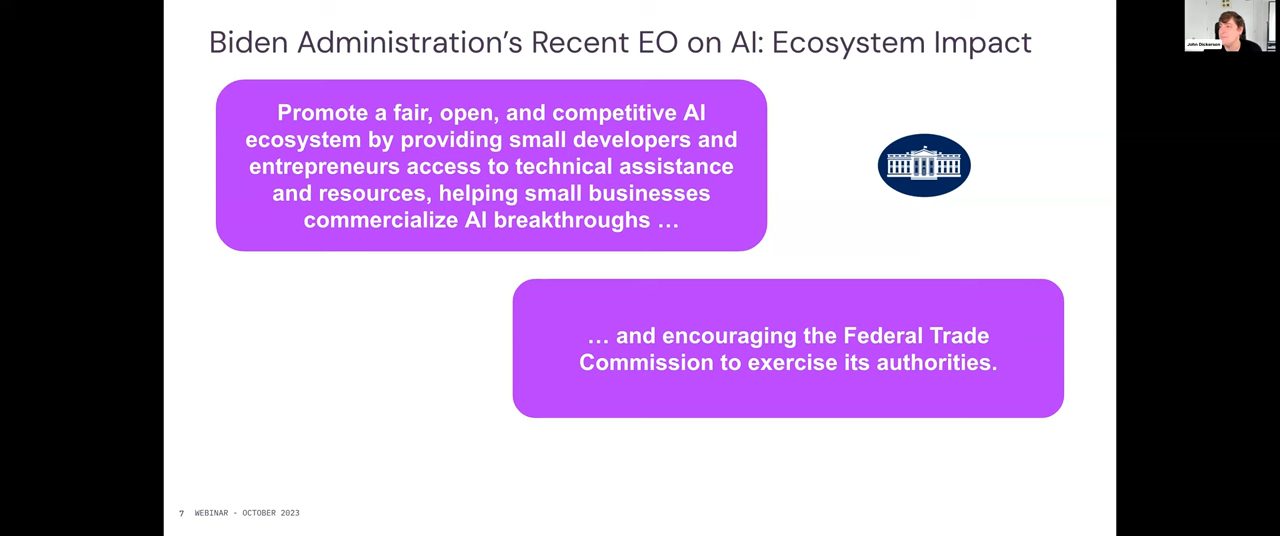 Biden Administration's Recent EO on AI: Ecosystem Impact
John Dickerson
Promote a fair, open, and competitive AI
ecosystem by providing small developers and
entrepreneurs access to technical assistance
and resources, helping small businesses
commercialize AI breakthroughs …
… and encouraging the Federal Trade
Commission to exercise its authorities.
7 WEBINAR - OCTOBER 2023